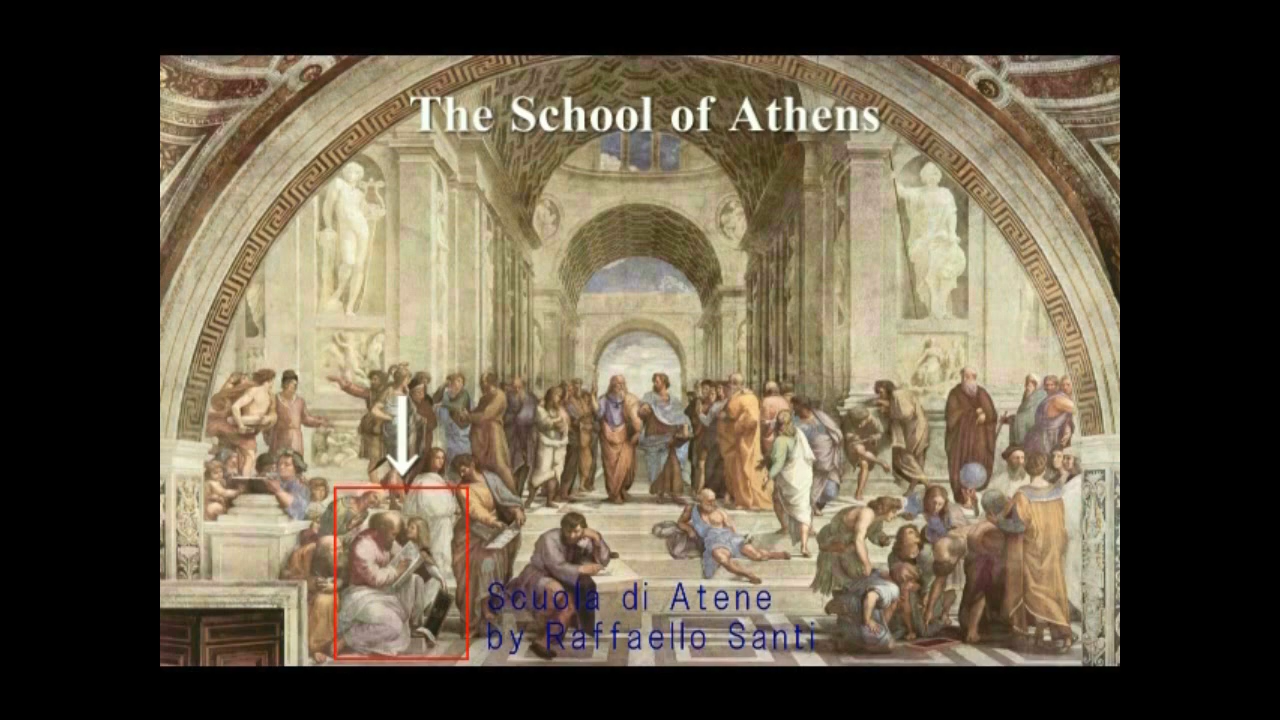 The School of Athens
Scuola di Atene
by Raffaello Santi